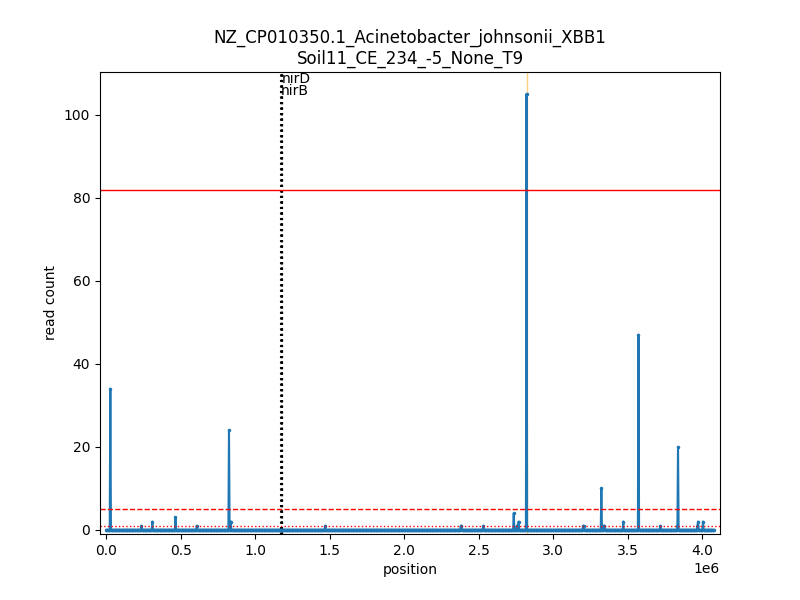 NZ_CP010350.1_Acinetobacter_johnsonii_XBB1
Soil11_CE_234_-5_None_T9
nirD
nirB
100
80
60
40
20
0
read count
0.0 0.5 1.0 1.5 2.0 2.5 3.0 3.5 4.0
1e6
position